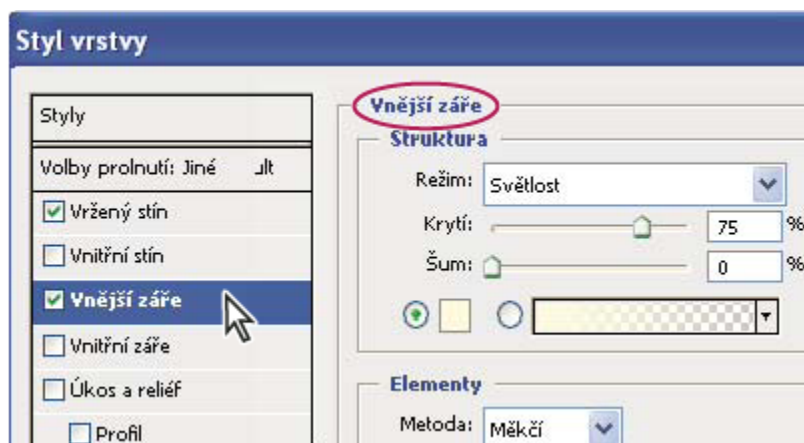 Styl vrstvy
Styly
Volby prolnutí: Jiné ult
Vržený stín
Vnitřní stín
Vnější záře
Vnitřní záře
Úkos a reliéf
Profil
Vnější záře
Struktura
Režim: Světlost
Krytí: 75 %
Šum: 0 %
Elementy
Metoda: Měkčí